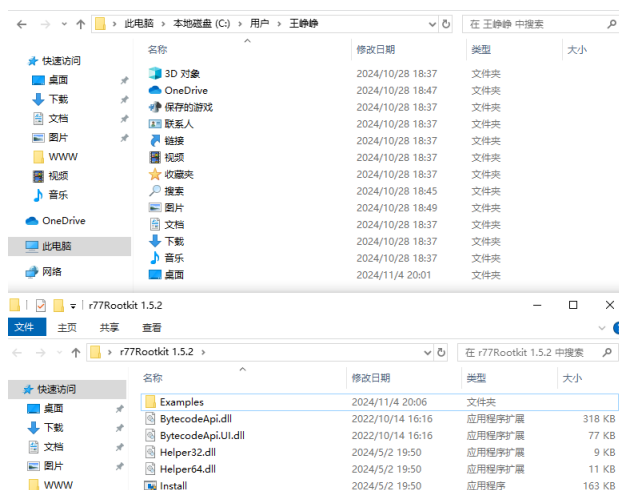 此电脑 › 本地磁盘 (C:) › 用户 › 王峥峥 在 王峥峥 中搜索
名称 修改日期 类型 大小
快速访问
桌面
下载
文档
图片
WWW
视频
音乐
OneDrive
此电脑
网络
3D 对象 2024/10/28 18:37 文件夹
OneDrive 2024/10/28 18:47 文件夹
保存的游戏 2024/10/28 18:37 文件夹
联系人 2024/10/28 18:37 文件夹
链接 2024/10/28 18:37 文件夹
视频 2024/10/28 18:37 文件夹
收藏夹 2024/10/28 18:37 文件夹
搜索 2024/10/28 18:45 文件夹
图片 2024/10/28 18:49 文件夹
文档 2024/10/28 18:37 文件夹
下载 2024/10/28 18:37 文件夹
音乐 2024/10/28 18:37 文件夹
桌面 2024/11/4 20:01 文件夹
r77Rootkit 1.5.2
文件 主页 共享 查看
r77Rootkit 1.5.2 › 在 r77Rootkit 1.5.2 中搜索
名称 修改日期 类型 大小
快速访问
桌面
下载
文档
图片
WWW
Examples 2024/11/4 20:06 文件夹
BytecodeApi.dll 2022/10/14 16:16 应用程序扩展 318 KB
BytecodeApi.UI.dll 2022/10/14 16:16 应用程序扩展 77 KB
Helper32.dll 2024/5/2 19:50 应用程序扩展 9 KB
Helper64.dll 2024/5/2 19:50 应用程序扩展 11 KB
Install 2024/5/2 19:50 应用程序 163 KB